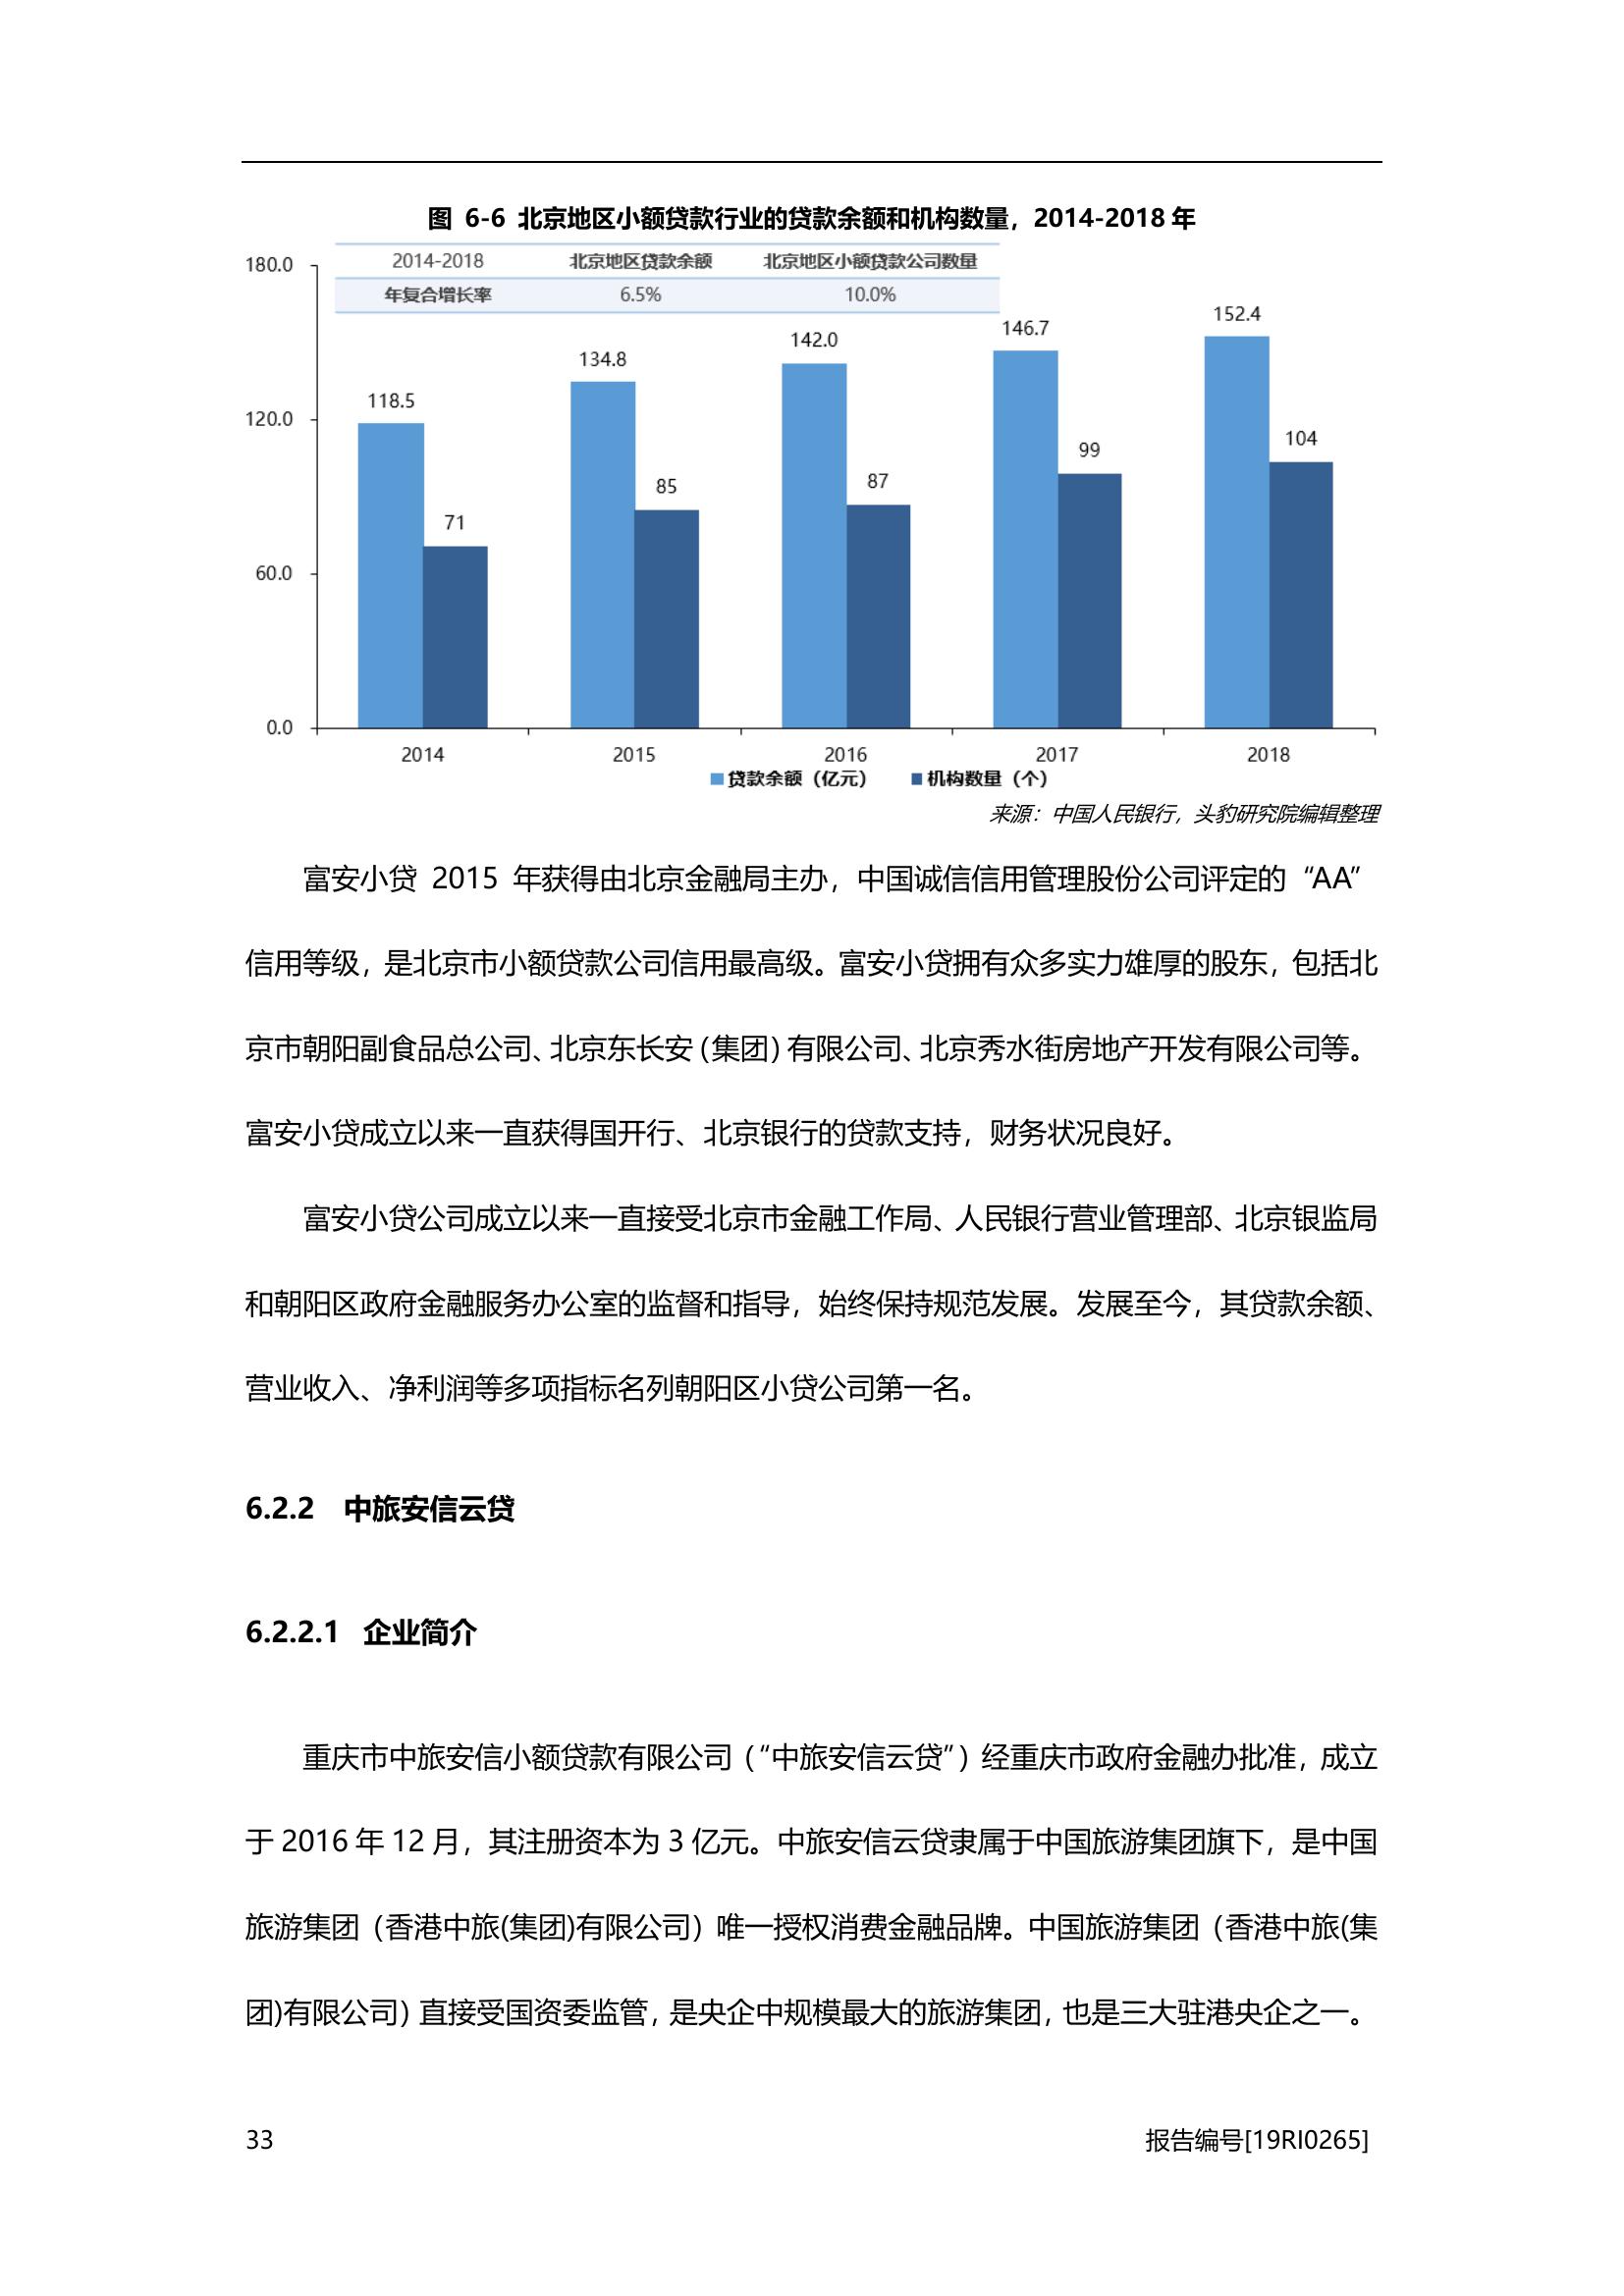 图 6-6 北京地区小额贷款行业的贷款余额和机构数量，2014-2018 年
2014-2018 北京地区贷款余额 北京地区小额贷款公司数量
年复合增长率 6.5% 10.0%
180.0
120.0
60.0
0.0
118.5
71
134.8
85
142.0
87
146.7
99
152.4
104
2014 2015 2016 2017 2018
贷款余额（亿元） 机构数量（个）
来源：中国人民银行，头豹研究院编辑整理
富安小贷 2015 年获得由北京金融局主办，中国诚信信用管理股份公司评定的“AA”
信用等级，是北京市小额贷款公司信用最高级。富安小贷拥有众多实力雄厚的股东，包括北
京市朝阳副食品总公司、北京东长安（集团）有限公司、北京秀水街房地产开发有限公司等。
富安小贷成立以来一直获得国开行、北京银行的贷款支持，财务状况良好。
富安小贷公司成立以来一直接受北京市金融工作局、人民银行营业管理部、北京银监局
和朝阳区政府金融服务办公室的监督和指导，始终保持规范发展。发展至今，其贷款余额、
营业收入、净利润等多项指标名列朝阳区小贷公司第一名。
6.2.2 中旅安信云贷
6.2.2.1 企业简介
重庆市中旅安信小额贷款有限公司（“中旅安信云贷”）经重庆市政府金融办批准，成立
于 2016 年 12 月，其注册资本为 3 亿元。中旅安信云贷隶属于中国旅游集团旗下，是中国
旅游集团（香港中旅(集团)有限公司）唯一授权消费金融品牌。中国旅游集团（香港中旅(集
团)有限公司）直接受国资委监管，是央企中规模最大的旅游集团，也是三大驻港央企之一。
33 报告编号[19RI0265]